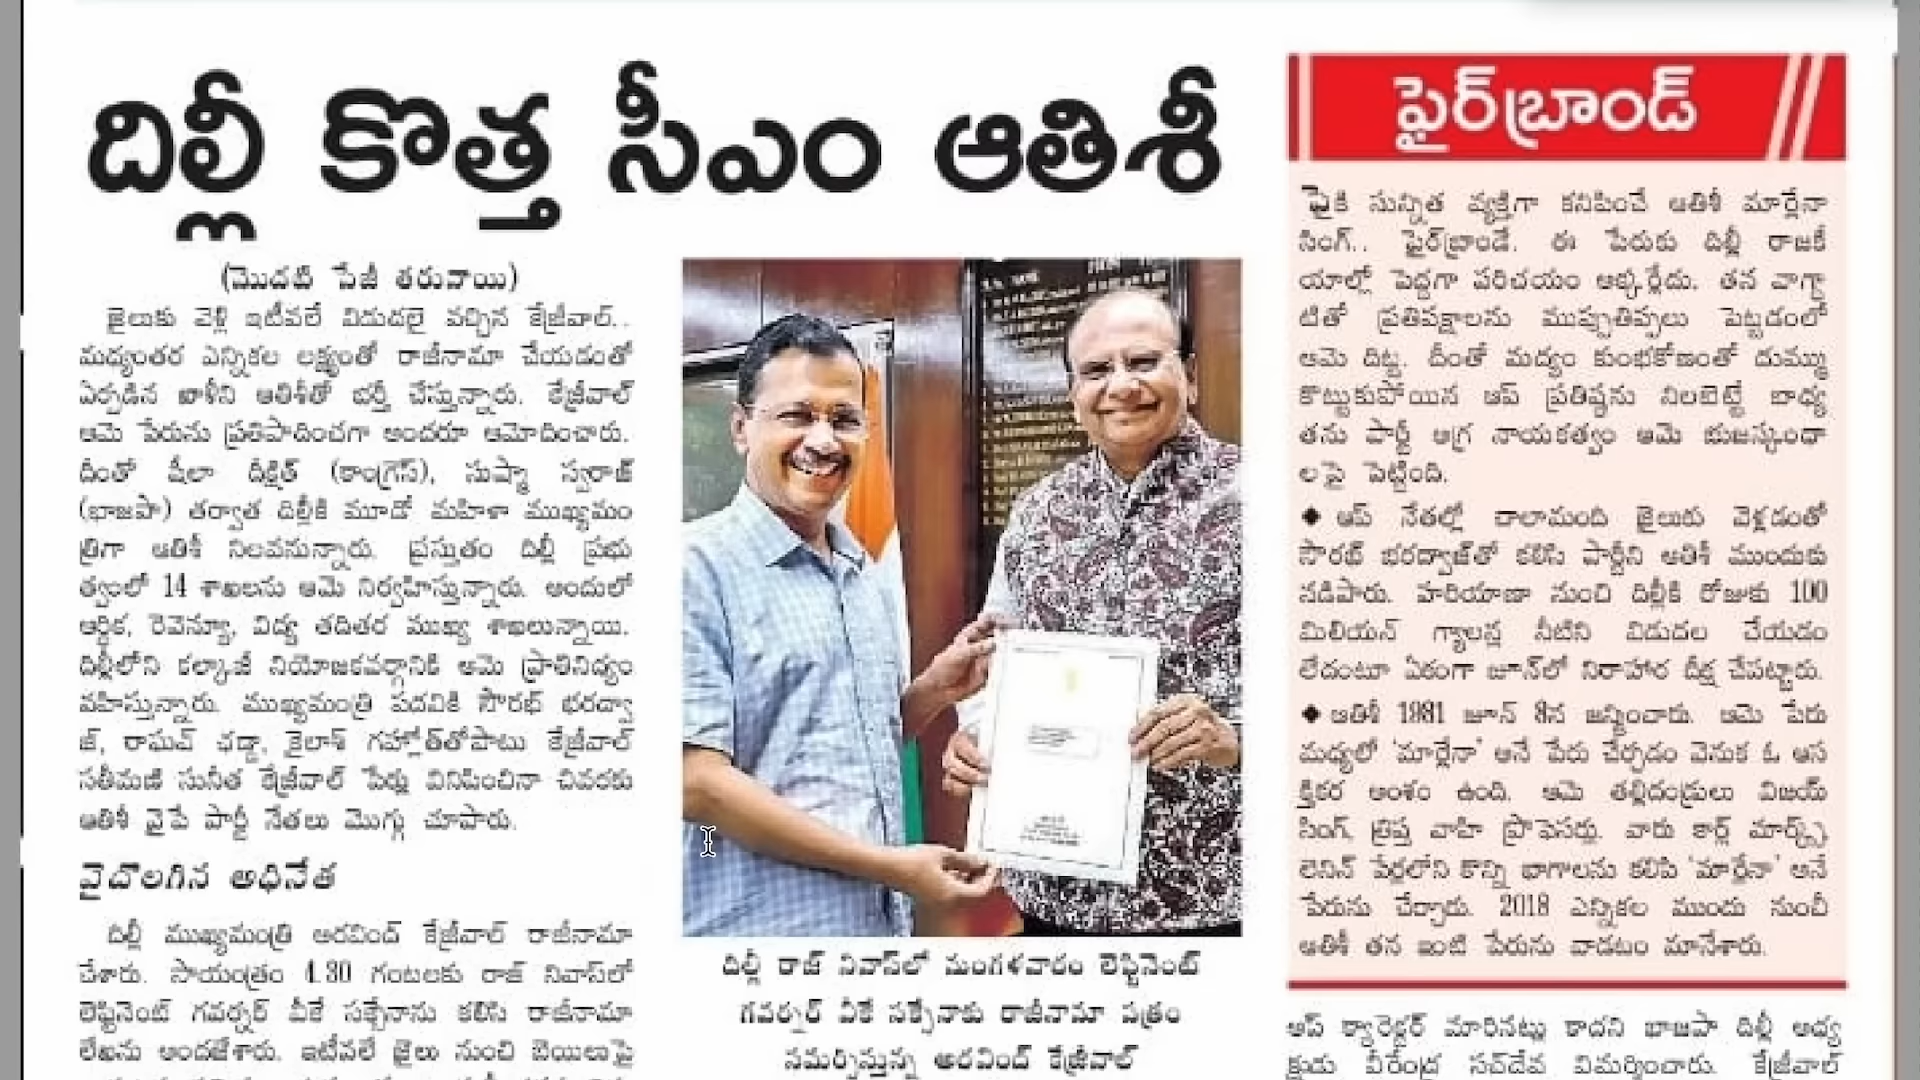 దిల్లీ కొత్త సీఎం ఆతిశీ
(మొదటి పేజీ తరువాయి)
జైలుకు వెళ్లి ఇటీవలే విడుదలై వచ్చిన కేజ్రీవాల్..
మధ్యంతర ఎన్నికల లక్ష్యంతో రాజీనామా చేయడంతో
ఏర్పడిన ఖాళీని ఆతిశీతో భర్తీ చేస్తున్నారు. కేజ్రీవాల్
ఆమె పేరును ప్రతిపాదించగా అందరూ ఆమోదించారు.
దీంతో షీలా దీక్షిత్ (కాంగ్రెస్), సుష్మా స్వరాజ్
(భాజపా) తర్వాత దిల్లీకి మూడో మహిళా ముఖ్యమం
త్రిగా ఆతిశీ నిలవనున్నారు. ప్రస్తుతం దిల్లీ ప్రభు
త్వంలో 14 శాఖలను ఆమె నిర్వహిస్తున్నారు. అందులో
ఆర్థిక, రెవెన్యూ, విద్య తదితర ముఖ్య శాఖలున్నాయి.
దిల్లీలోని కల్కాజీ నియోజకవర్గానికి ఆమె ప్రాతినిధ్యం
వహిస్తున్నారు. ముఖ్యమంత్రి పదవికి సౌరభ్ భరద్వా
జ్, రాఘవ్ ఛడ్డా, కైలాశ్ గహ్లోత్‌తోపాటు కేజ్రీవాల్
సతీమణి సునీత కేజ్రీవాల్ పేర్లు వినిపించినా చివరకు
ఆతిశీ వైపే పార్టీ నేతలు మొగ్గు చూపారు.
వైదొలగిన అధినేత
దిల్లీ ముఖ్యమంత్రి అరవింద్ కేజ్రీవాల్ రాజీనామా
చేశారు. సాయంత్రం 4.30 గంటలకు రాజ్ నివాస్‌లో
లెఫ్టినెంట్ గవర్నర్ వీకే సక్సేనాను కలిసి రాజీనామా
లేఖను అందజేశారు. ఇటీవలే జైలు నుంచి బెయిలుపై
దిల్లీ రాజ్ నివాస్‌లో మంగళవారం లెఫ్టినెంట్
గవర్నర్ వీకే సక్సేనాకు రాజీనామా పత్రం
సమర్పిస్తున్న అరవింద్ కేజ్రీవాల్
ఫైర్‌బ్రాండ్
పైకి సున్నిత వ్యక్తిగా కనిపించే ఆతిశీ మార్లేనా
సింగ్.. ఫైర్‌బ్రాండే. ఈ పేరుకు దిల్లీ రాజకీ
యాల్లో పెద్దగా పరిచయం అక్కర్లేదు. తన వాగ్ధా
టితో ప్రతిపక్షాలను ముప్పుతిప్పలు పెట్టడంలో
ఆమె దిట్ట. దీంతో మద్యం కుంభకోణంతో దుమ్ము
కొట్టుకుపోయిన ఆప్ ప్రతిష్ఠను నిలబెట్టే బాధ్య
తను పార్టీ అగ్ర నాయకత్వం ఆమె భుజస్కంధా
లపై పెట్టింది.
◆ ఆప్ నేతల్లో చాలామంది జైలుకు వెళ్లడంతో
సౌరభ్ భరద్వాజ్‌తో కలిసి పార్టీని ఆతిశీ ముందుకు
నడిపారు. హరియాణా నుంచి దిల్లీకి రోజుకు 100
మిలియన్ గ్యాలన్ల నీటిని విడుదల చేయడం
లేదంటూ ఏకంగా జూన్‌లో నిరాహార దీక్ష చేపట్టారు.
◆ ఆతిశీ 1981 జూన్ 8న జన్మించారు. ఆమె పేరు
మధ్యలో ‘మార్లేనా’ అనే పేరు చేర్చడం వెనుక ఓ ఆస
క్తికర అంశం ఉంది. ఆమె తల్లిదండ్రులు విజయ్
సింగ్, త్రిప్త వాహి ప్రొఫెసర్లు. వారు కార్ల్ మార్క్స్,
లెనిన్ పేర్లలోని కొన్ని భాగాలను కలిపి ‘మార్లేనా’ అనే
పేరును చేర్చారు. 2018 ఎన్నికల ముందు నుంచీ
ఆతిశీ తన ఇంటి పేరును వాడటం మానేశారు.
ఆప్ క్యారెక్టర్ మారినట్లు కాదని భాజపా దిల్లీ అధ్య
క్షుడు వీరేంద్ర సచ్‌దేవ విమర్శించారు. కేజ్రీవాల్